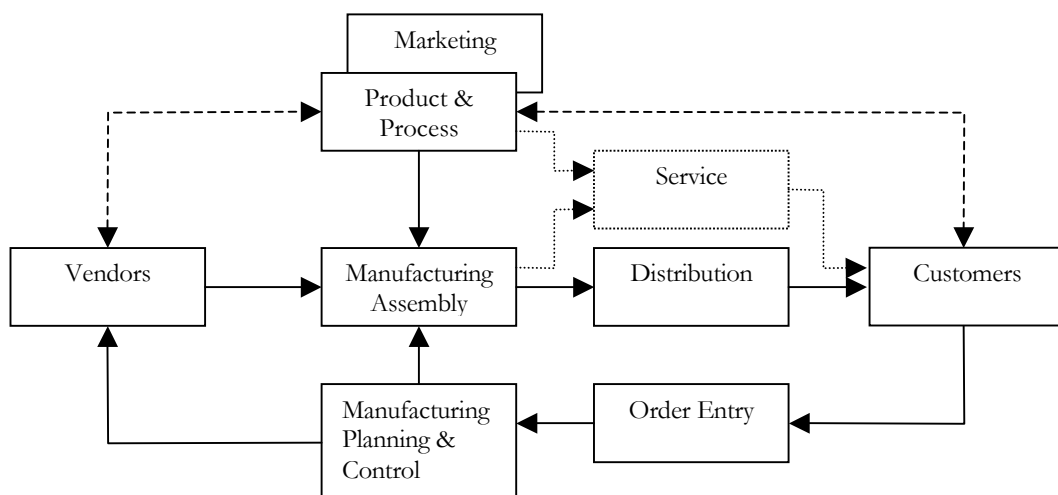 Marketing
Product &
Process
Service
Vendors
Manufacturing
Assembly
Distribution
Customers
Manufacturing
Planning &
Control
Order Entry